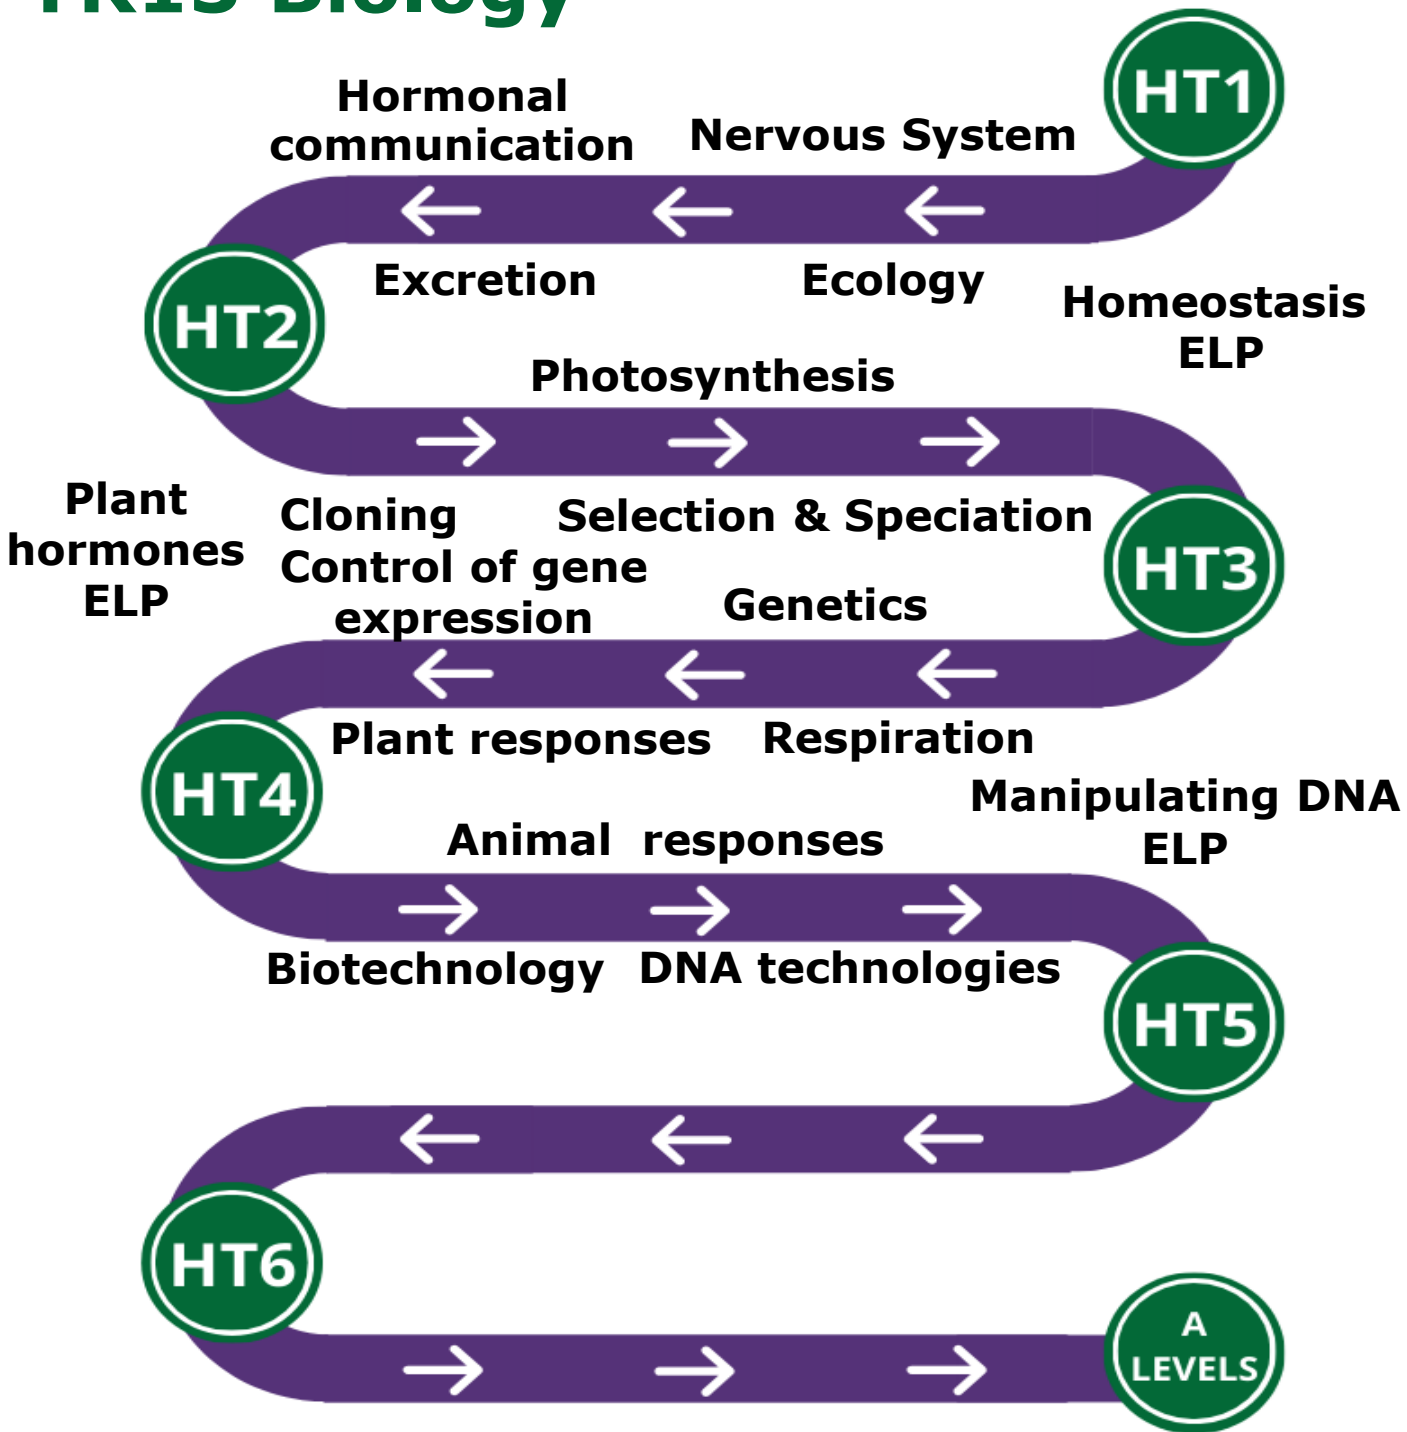 YR13 Biology
HT1
Hormonal
communication
Nervous System
Excretion
Ecology
HT2
Homeostasis
ELP
Photosynthesis
Plant
hormones
ELP
Cloning
Selection & Speciation
HT3
Control of gene
expression
Genetics
Plant responses
Respiration
HT4
Manipulating DNA
ELP
Animal responses
Biotechnology
DNA technologies
HT5
HT6
A
LEVELS